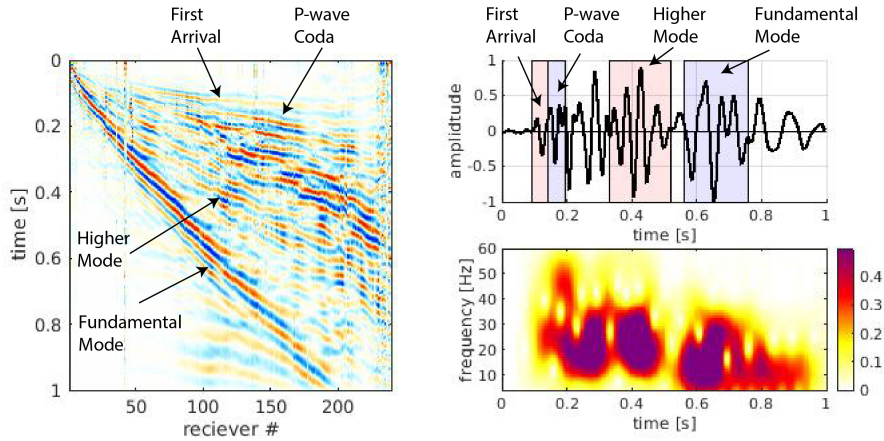 First
Arrival
P-wave
Coda
0
0.2
0.4
0.6
0.8
1
time [s]
Higher
Mode
Fundamental
Mode
50
100
150
200
reciever #
First
Arrival
P-wave
Coda
Higher
Mode
Fundamental
Mode
1
0.5
0
-0.5
-1
amplidtude
0
0.2
0.4
0.6
0.8
1
time [s]
60
50
40
30
20
10
frequency [Hz]
0
0.2
0.4
0.6
0.8
1
time [s]
0.4
0.3
0.2
0.1
0